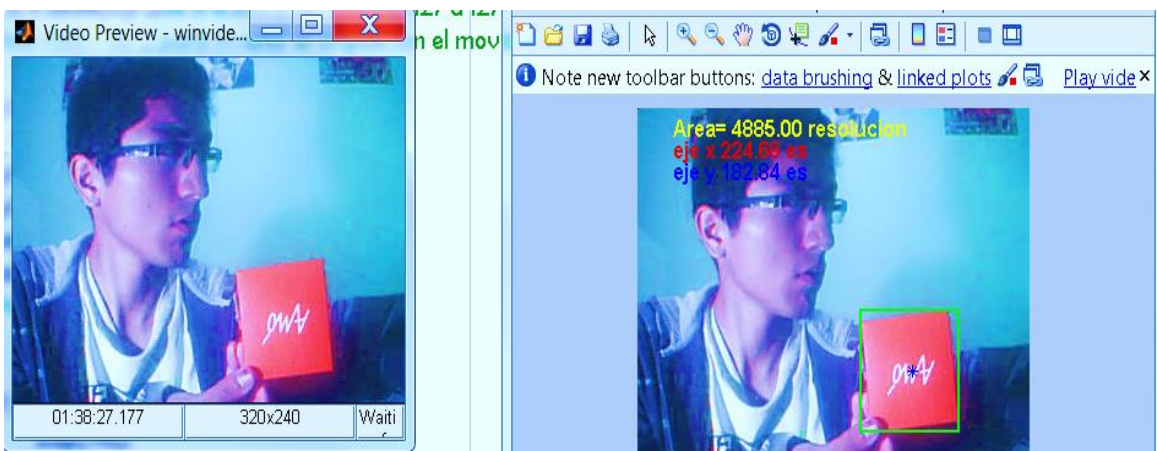 Video Preview - winvide...
n el mov
Note new toolbar buttons: data brushing & linked plots Play vide
Area= 4885.00 resolucion
eje x 224.66 es
eje y 182.84 es
01:38:27.177 320x240 Waiti